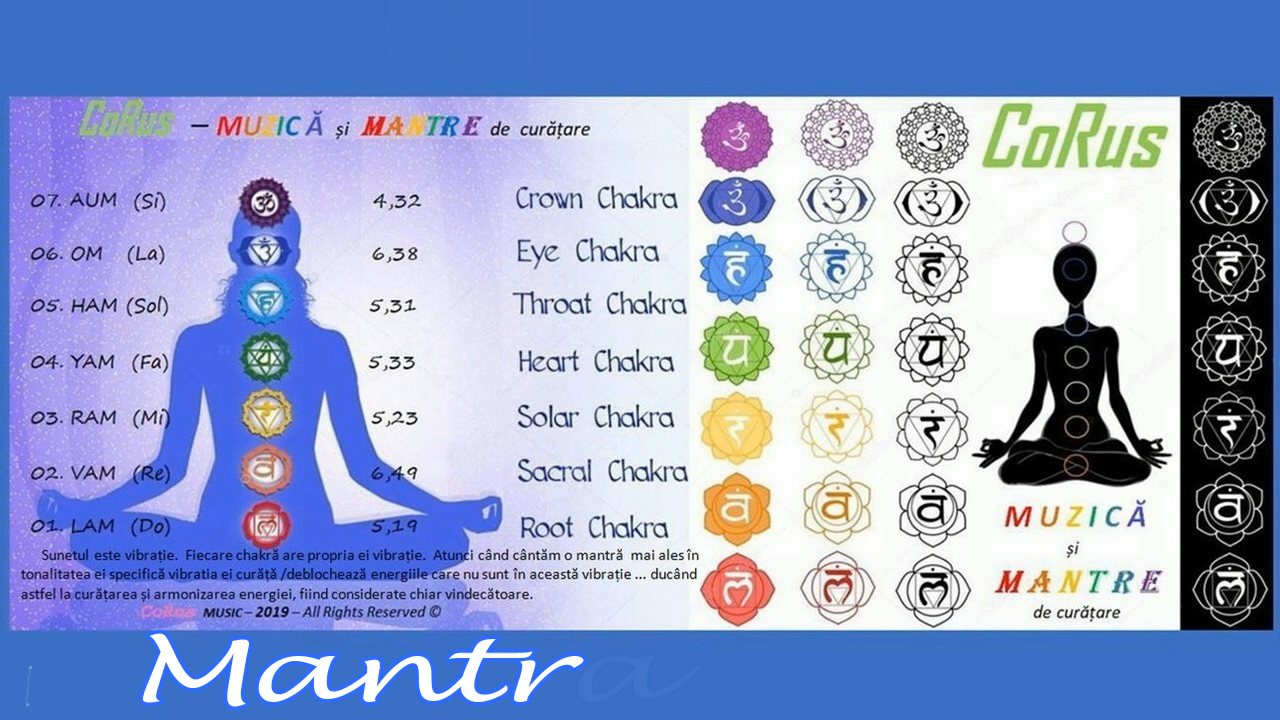 CoRus – MUZICĂ și MANTRE de curățare
07. AUM (Si) 4,32 Crown Chakra
06. OM (La) 6,38 Eye Chakra
05. HAM (Sol) 5,31 Throat Chakra
04. YAM (Fa) 5,33 Heart Chakra
03. RAM (Mi) 5,23 Solar Chakra
02. VAM (Re) 6,49 Sacral Chakra
01. LAM (Do) 5,19 Root Chakra
Sunetul este vibrație. Fiecare chakră are propria ei vibrație. Atunci când cântăm o mantră mai ales în
tonalitatea ei specifică vibratia ei curăță /deblochează energiile care nu sunt în această vibrație ... ducând
astfel la curățarea și armonizarea energiei, fiind considerate chiar vindecătoare.
CoRus MUSIC – 2019 – All Rights Reserved ©
CoRus
MUZICĂ
și
MANTRE
de curățare
ॐ ॐ ॐ ॐ
ॐ ॐ ॐ ॐ
हं हं हं हं
यं यं यं यं
रं रं रं रं
वं वं वं वं
लं लं लं लं
Mantra